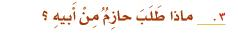 ٣. ماذا طَلَبَ حازِمٌ مِنْ أَبيهِ ؟